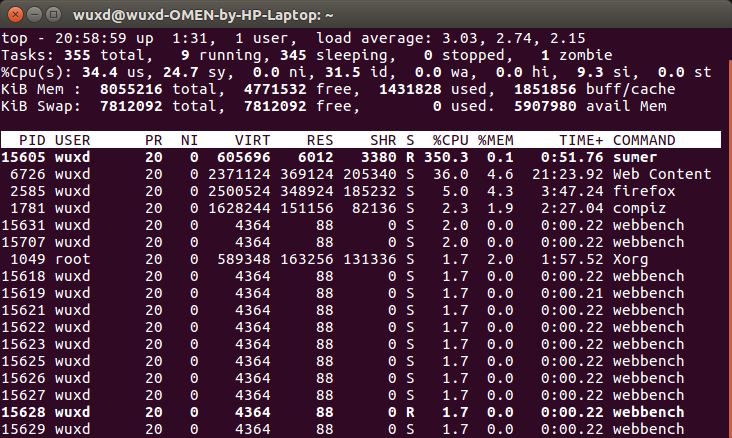 wuxd@wuxd-OMEN-by-HP-Laptop: ~
top - 20:58:59 up  1:31,  1 user,  load average: 3.03, 2.74, 2.15
Tasks: 355 total,   9 running, 345 sleeping,   0 stopped,   1 zombie
%Cpu(s): 34.4 us, 24.7 sy,  0.0 ni, 31.5 id,  0.0 wa,  0.0 hi,  9.3 si,  0.0 st
KiB Mem :  8055216 total,  4771532 free,  1431828 used,  1851856 buff/cache
KiB Swap:  7812092 total,  7812092 free,        0 used.  5907980 avail Mem
PID USER      PR  NI    VIRT    RES    SHR S  %CPU %MEM     TIME+ COMMAND
15605 wuxd      20   0  605696   6012   3380 R 350.3  0.1   0:51.76 sumer
6726 wuxd      20   0 2371124 369124 205340 S  36.0  4.6  21:23.92 Web Content
2585 wuxd      20   0 2500524 348924 185232 S   5.0  4.3   3:47.24 firefox
1781 wuxd      20   0 1628244 151156  82136 S   2.3  1.9   2:27.04 compiz
15631 wuxd      20   0    4364     88      0 S   2.0  0.0   0:00.22 webbench
15707 wuxd      20   0    4364     88      0 S   2.0  0.0   0:00.22 webbench
1049 root      20   0  589348 163256 131336 S   1.7  2.0   1:57.52 Xorg
15618 wuxd      20   0    4364     88      0 S   1.7  0.0   0:00.22 webbench
15619 wuxd      20   0    4364     88      0 S   1.7  0.0   0:00.21 webbench
15621 wuxd      20   0    4364     88      0 S   1.7  0.0   0:00.22 webbench
15622 wuxd      20   0    4364     88      0 S   1.7  0.0   0:00.22 webbench
15623 wuxd      20   0    4364     88      0 S   1.7  0.0   0:00.22 webbench
15625 wuxd      20   0    4364     88      0 S   1.7  0.0   0:00.22 webbench
15626 wuxd      20   0    4364     88      0 S   1.7  0.0   0:00.22 webbench
15627 wuxd      20   0    4364     88      0 S   1.7  0.0   0:00.22 webbench
15628 wuxd      20   0    4364     88      0 R   1.7  0.0   0:00.22 webbench
15629 wuxd      20   0    4364     88      0 S   1.7  0.0   0:00.22 webbench